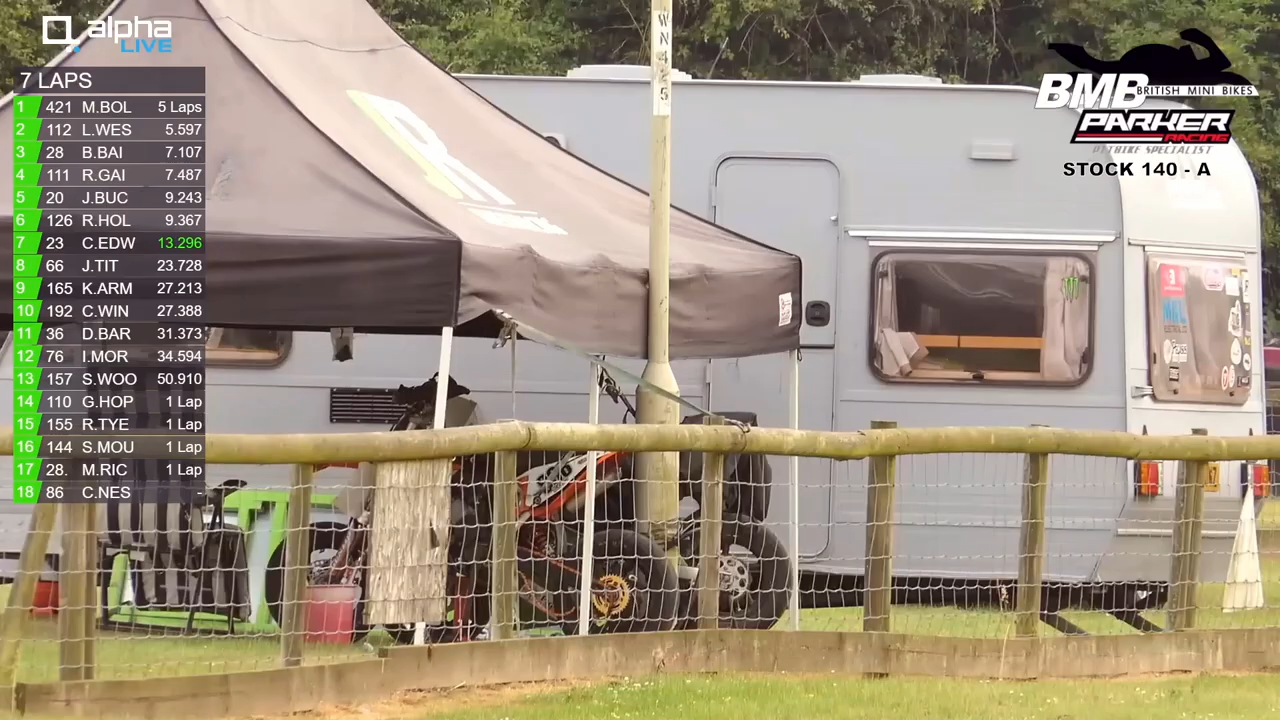 alpha
LIVE
7 LAPS
1 421 M.BOL 5 Laps
2 112 L.WES 5.597
3 28 B.BAI 7.107
4 111 R.GAI 7.487
5 20 J.BUC 9.243
6 126 R.HOL 9.367
7 23 C.EDW 13.296
8 66 J.TIT 23.728
9 165 K.ARM 27.213
10 192 C.WIN 27.388
11 36 D.BAR 31.373
12 76 I.MOR 34.594
13 157 S.WOO 50.910
14 110 G.HOP 1 Lap
15 155 R.TYE 1 Lap
16 144 S.MOU 1 Lap
17 28. M.RIC 1 Lap
18 86 C.NES -
WN425
BMB BRITISH MINI BIKES
PARKER
RACING
PITBIKE SPECIALIST
STOCK 140 - A